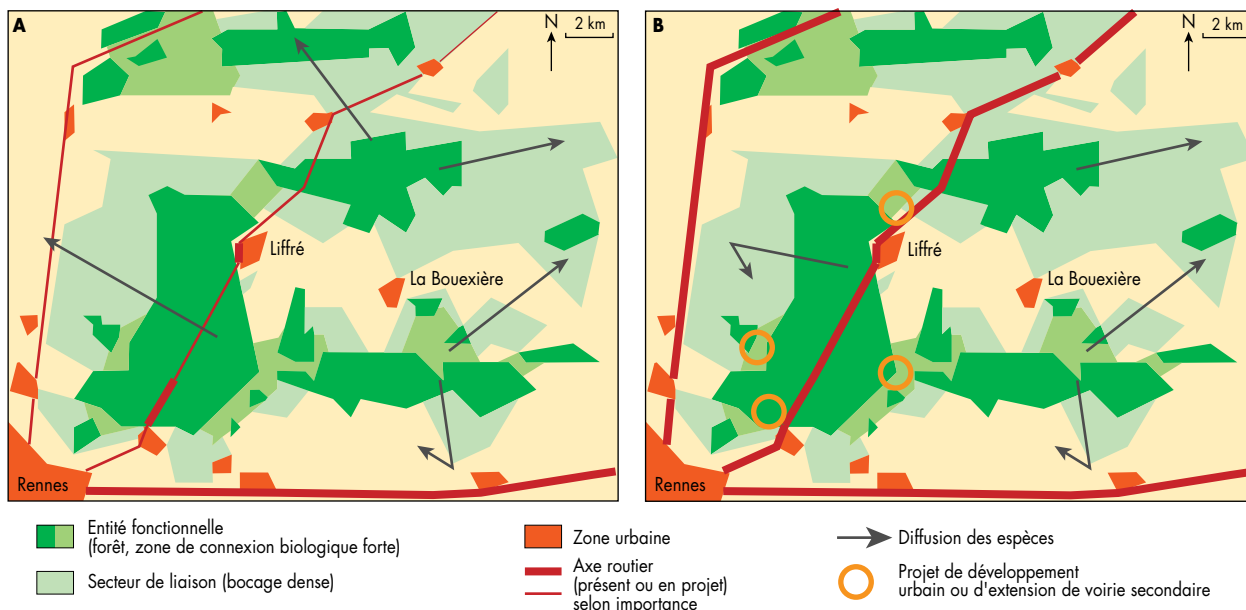 A
N
2 km
Liffré
La Bouexière
Rennes
B
N
2 km
Liffré
La Bouexière
Rennes
Entité fonctionnelle
(forêt, zone de connexion biologique forte)
Secteur de liaison (bocage dense)
Zone urbaine
Axe routier
(présent ou en projet)
selon importance
Diffusion des espèces
Projet de développement
urbain ou d'extension de voirie secondaire